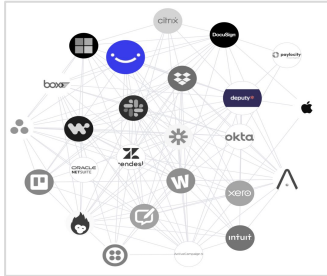 citrix
DocuSign
paylocity
box
deputy
okta
ORACLE
NETSUITE
zendesk
xero
intuit